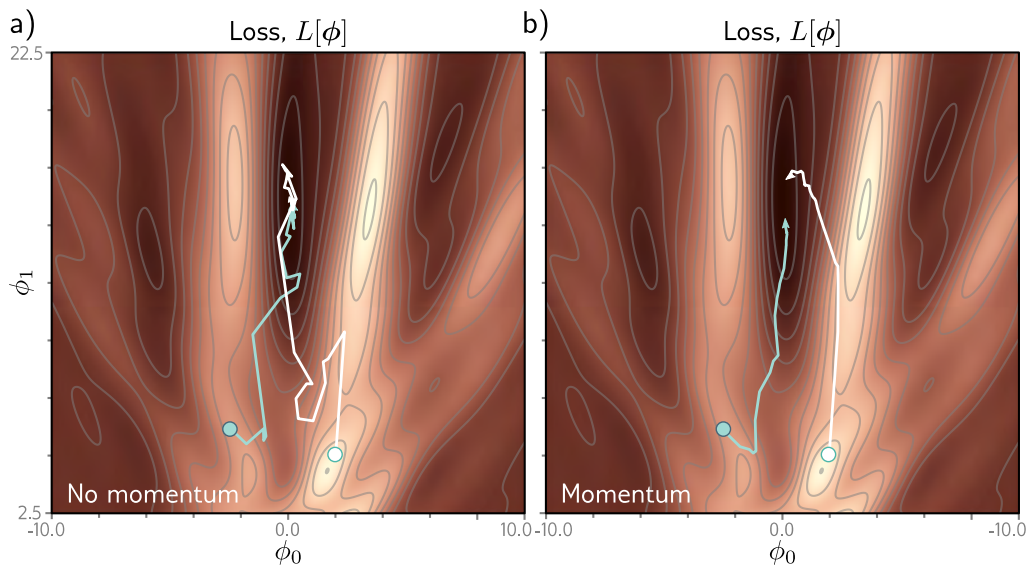 a)
Loss, L[ϕ]
22.5
ϕ₁
No momentum
2.5
-10.0
0.0
10.0
ϕ₀
b)
Loss, L[ϕ]
Momentum
-10.0
0.0
-10.0
ϕ₀